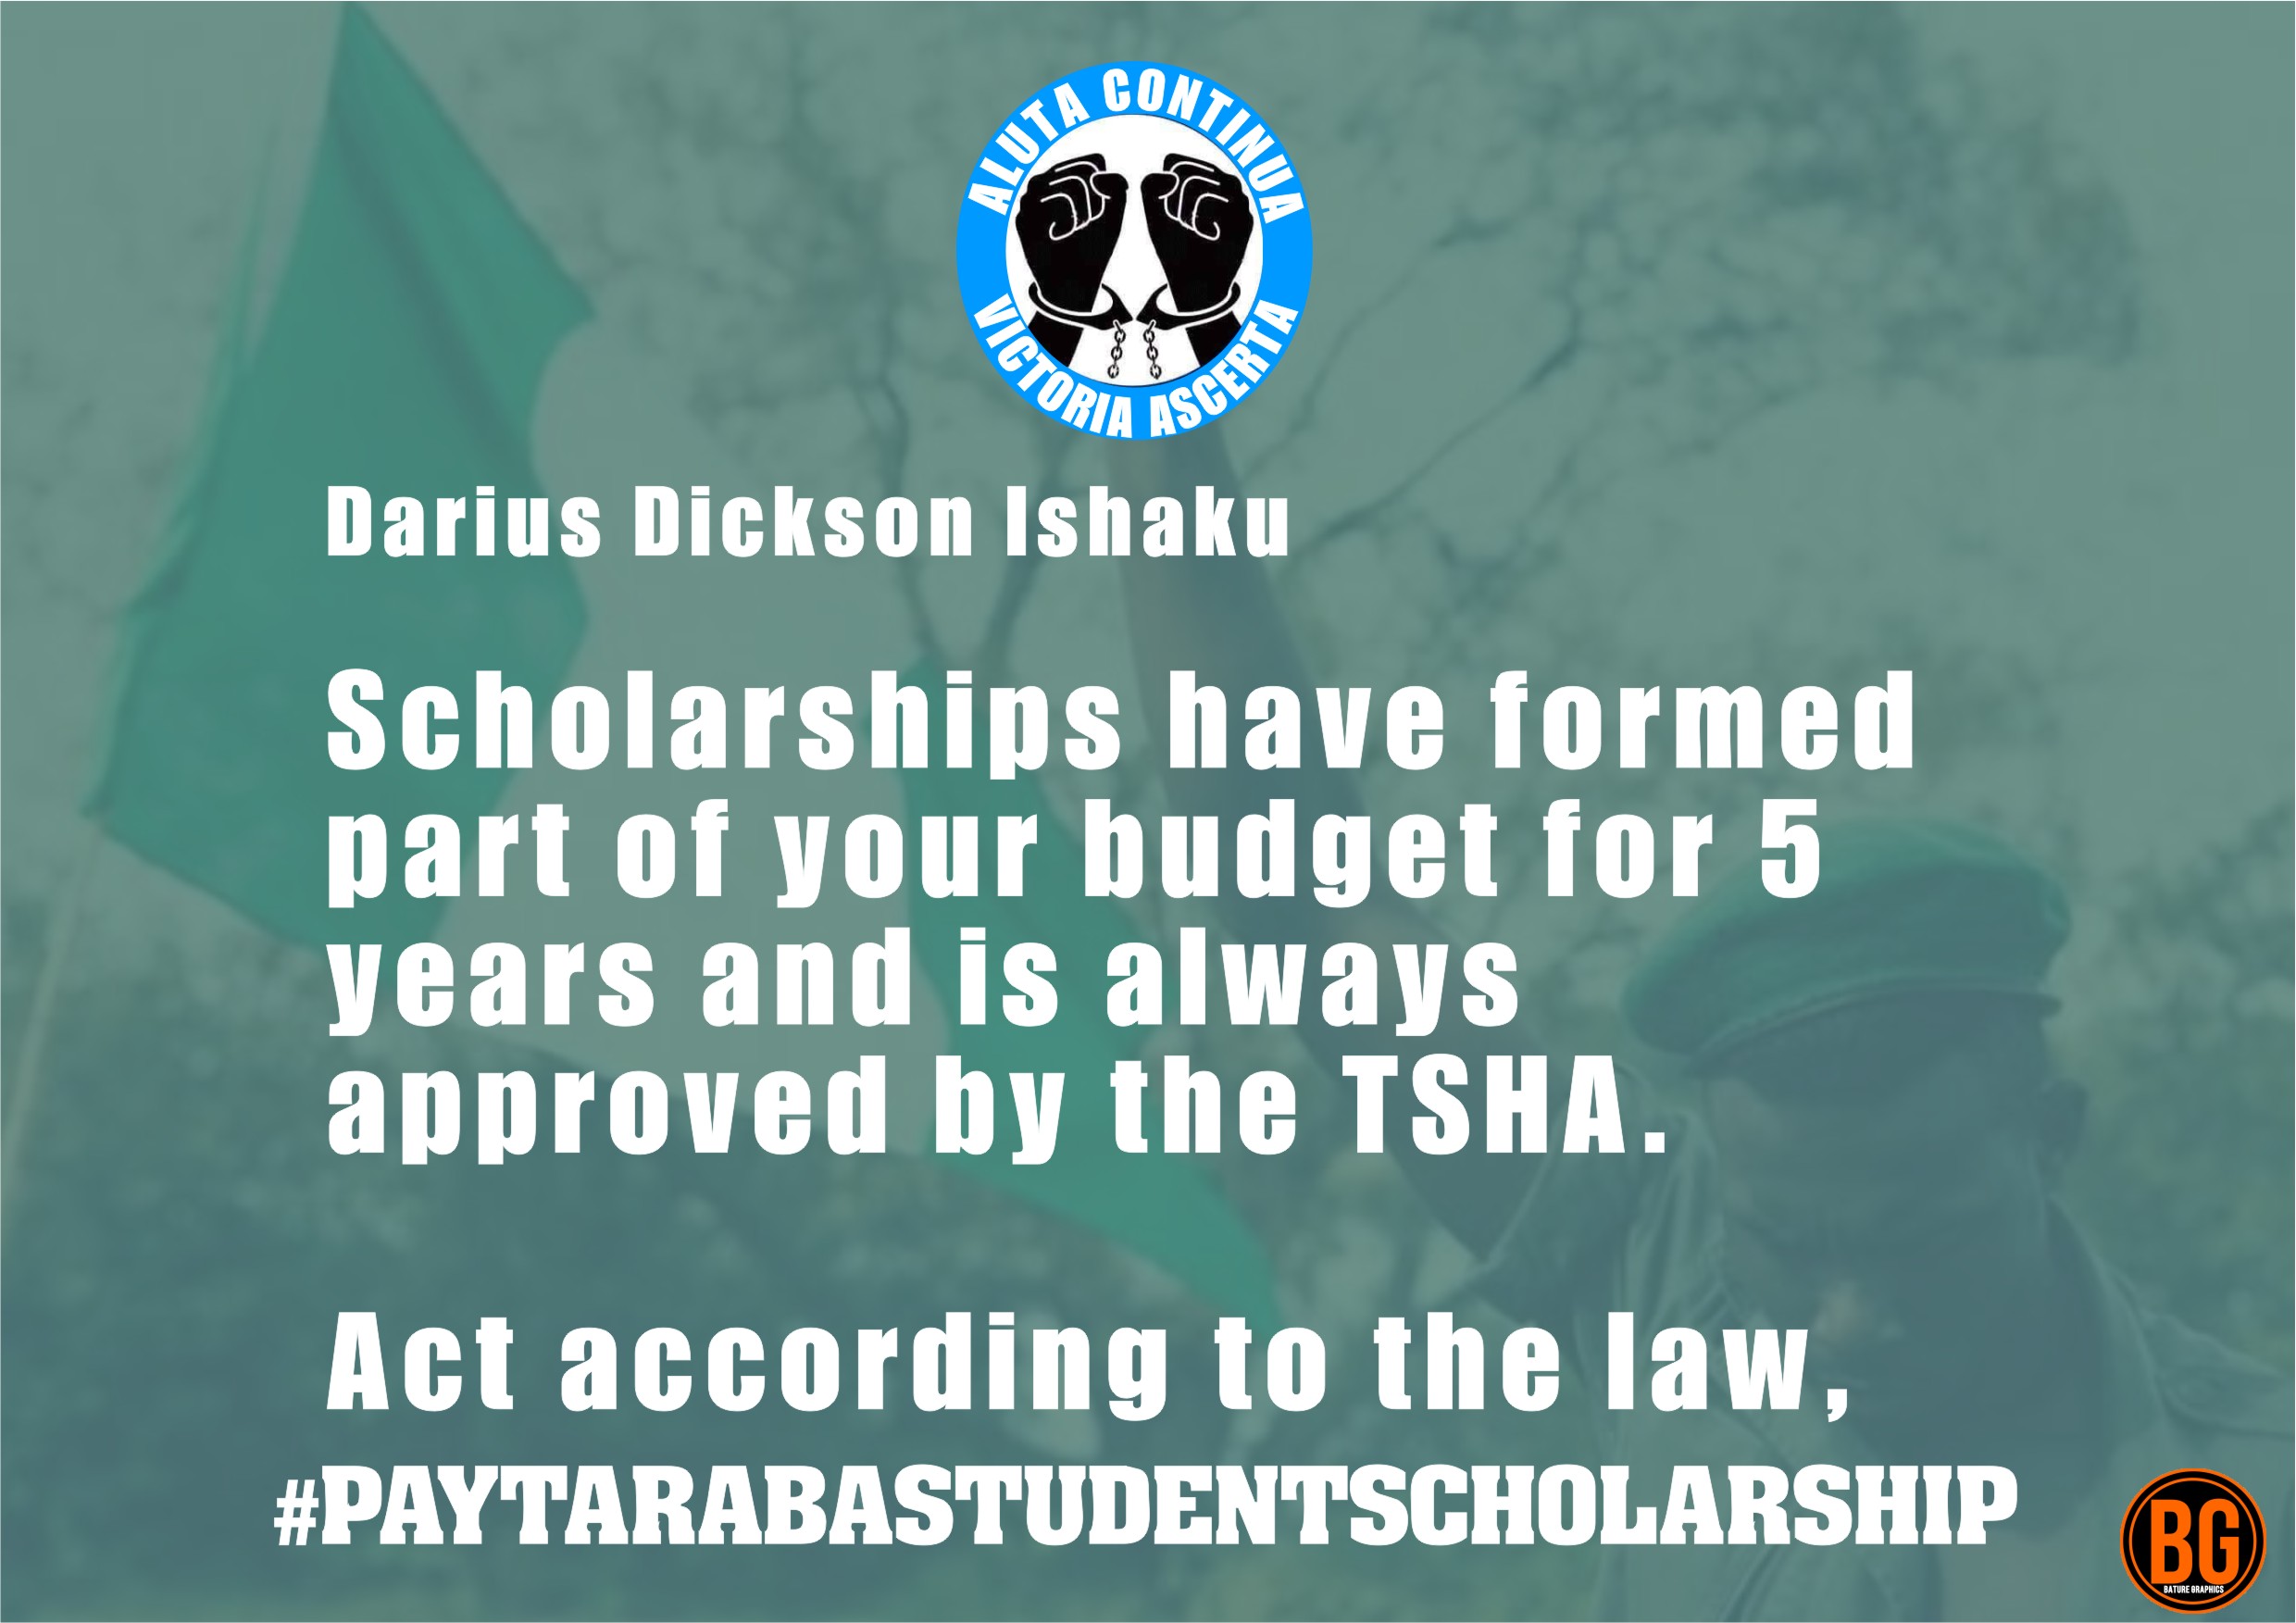 ALUTA CONTINUA
VICTORIA ASCERTA
Darius Dickson Ishaku
Scholarships have formed
part of your budget for 5
years and is always
approved by the TSHA.
Act according to the law,
#PAYTARABASTUDENTSCHOLARSHIP
BG
BATURE GRAPHICS